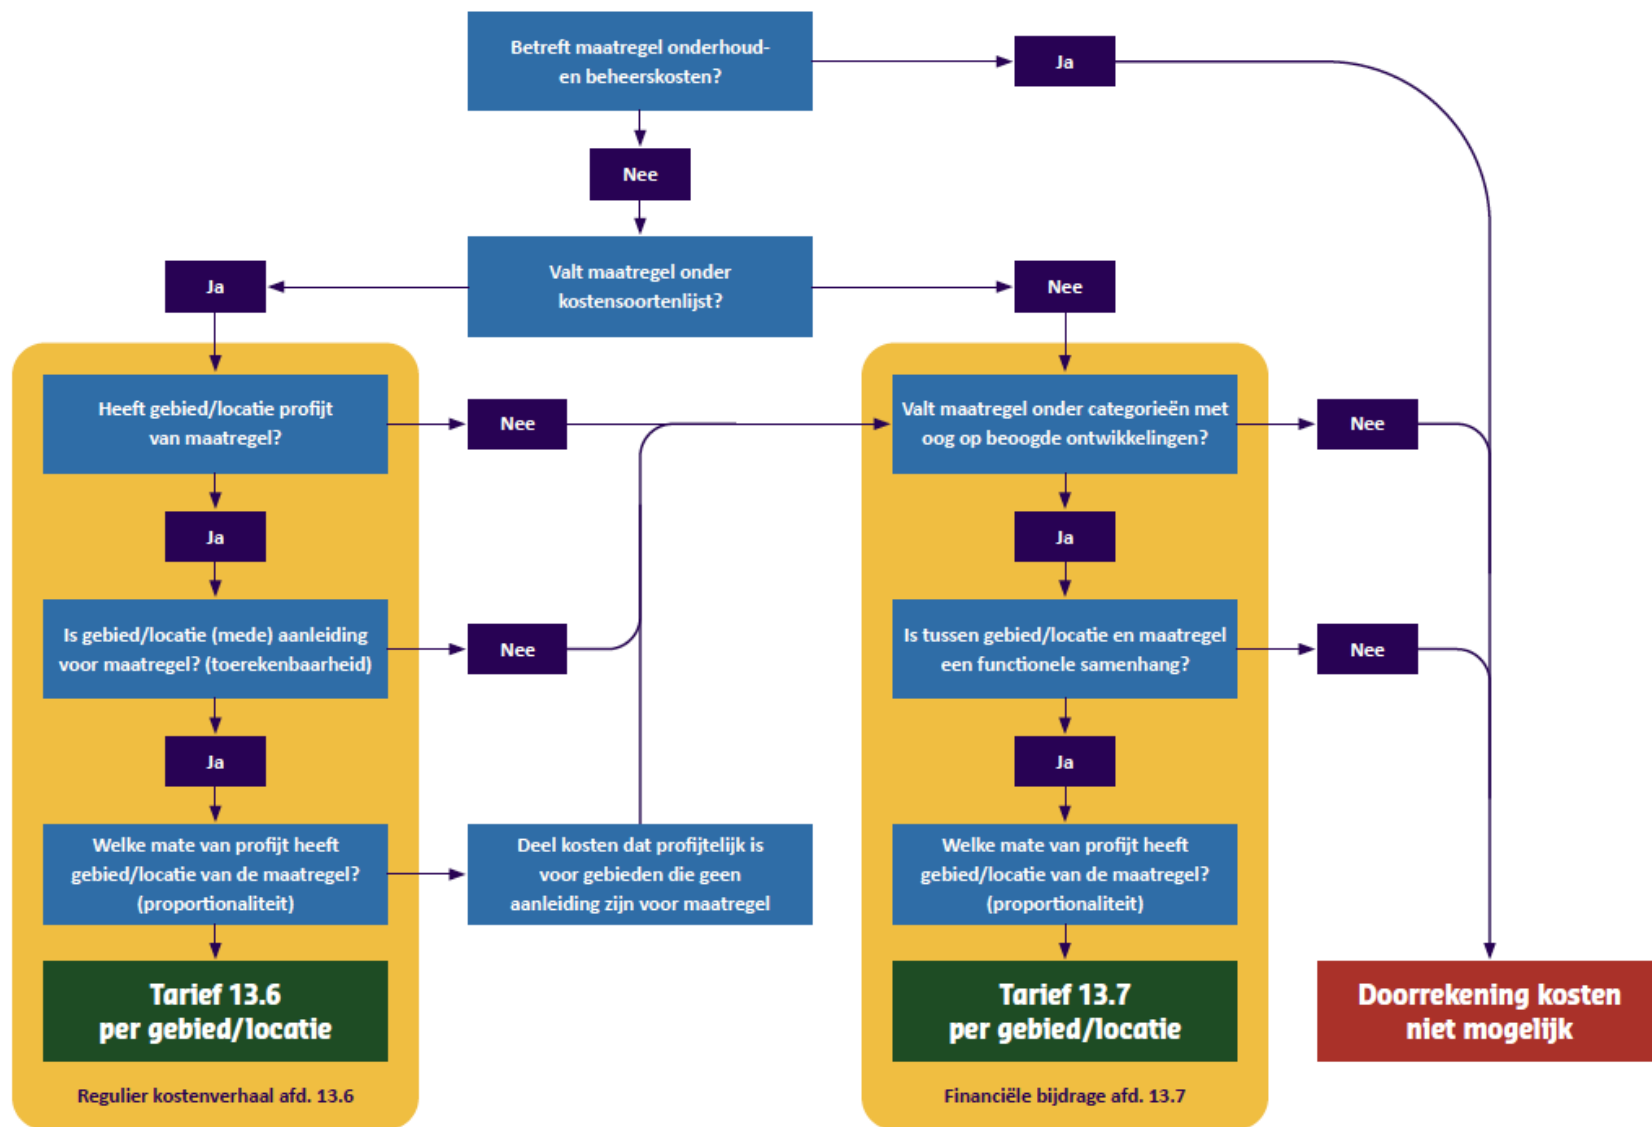 Betreft maatregel onderhoud-
en beheerskosten?
Ja
Nee
Valt maatregel onder
kostensoortenlijst?
Ja
Nee
Heeft gebied/locatie profijt
van maatregel?
Nee
Valt maatregel onder categorieën met
oog op beoogde ontwikkelingen?
Nee
Ja
Ja
Is gebied/locatie (mede) aanleiding
voor maatregel? (toerekenbaarheid)
Nee
Is tussen gebied/locatie en maatregel
een functionele samenhang?
Nee
Ja
Ja
Welke mate van profijt heeft
gebied/locatie van de maatregel?
(proportionaliteit)
Deel kosten dat profijtelijk is
voor gebieden die geen
aanleiding zijn voor maatregel
Welke mate van profijt heeft
gebied/locatie van de maatregel?
(proportionaliteit)
Tarief 13.6
per gebied/locatie
Tarief 13.7
per gebied/locatie
Doorrekening kosten
niet mogelijk
Regulier kostenverhaal afd. 13.6
Financiële bijdrage afd. 13.7